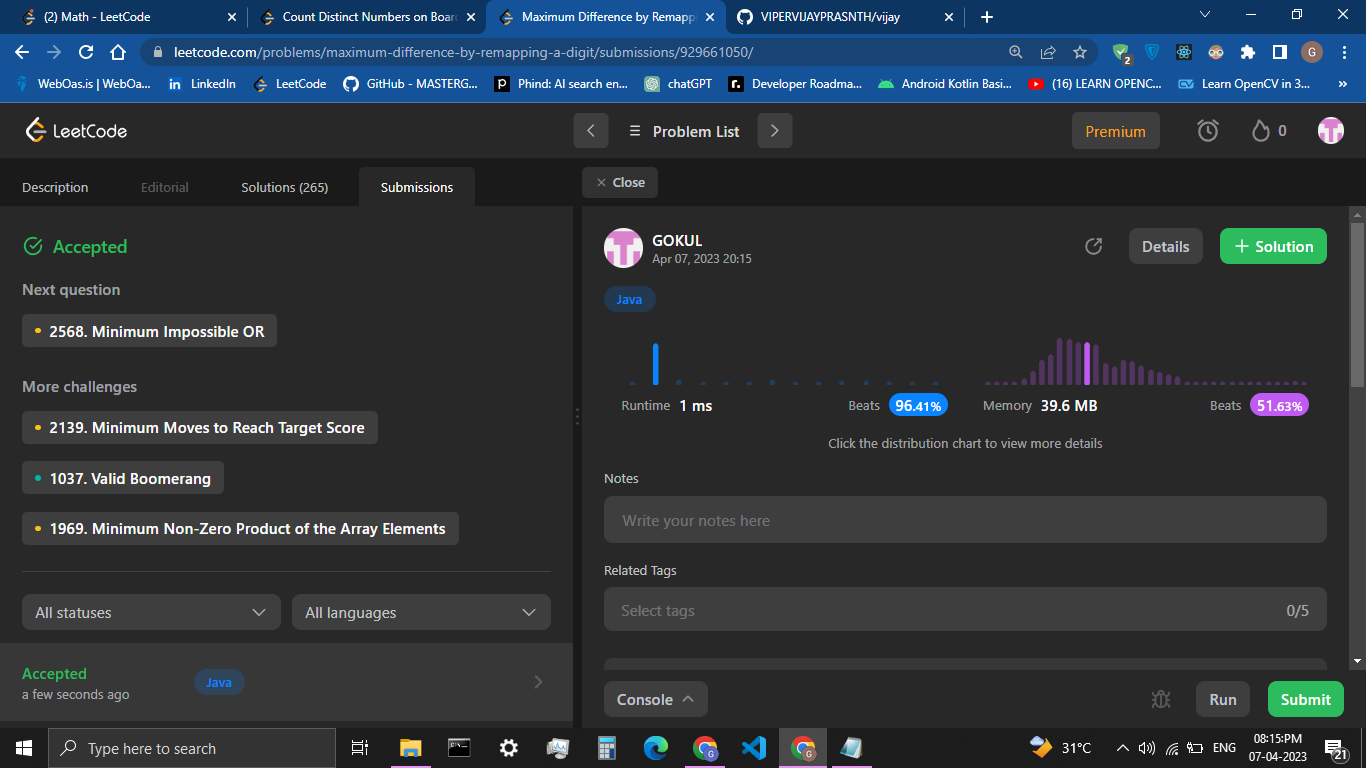 (2) Math - LeetCode
Count Distinct Numbers on Boar
Maximum Difference by Remapp
VIPERVIJAYPRASNTH/vijay
leetcode.com/problems/maximum-difference-by-remapping-a-digit/submissions/929661050/
2
G
WebOas.is | WebOa...
LinkedIn
LeetCode
GitHub - MASTERG...
Phind: AI search en...
chatGPT
Developer Roadma...
Android Kotlin Basi...
(16) LEARN OPENC...
Learn OpenCV in 3...
»
LeetCode
Problem List
Premium
0
Description
Editorial
Solutions (265)
Submissions
Close
Accepted
Next question
2568. Minimum Impossible OR
More challenges
2139. Minimum Moves to Reach Target Score
1037. Valid Boomerang
1969. Minimum Non-Zero Product of the Array Elements
All statuses
All languages
Accepted
a few seconds ago
Java
GOKUL
Apr 07, 2023 20:15
Details
Solution
Java
Runtime 1 ms
Beats 96.41%
Memory 39.6 MB
Beats 51.63%
Click the distribution chart to view more details
Notes
Write your notes here
Related Tags
Select tags
0/5
Console
Run
Submit
Type here to search
31°C
ENG
08:15:PM
07-04-2023
21